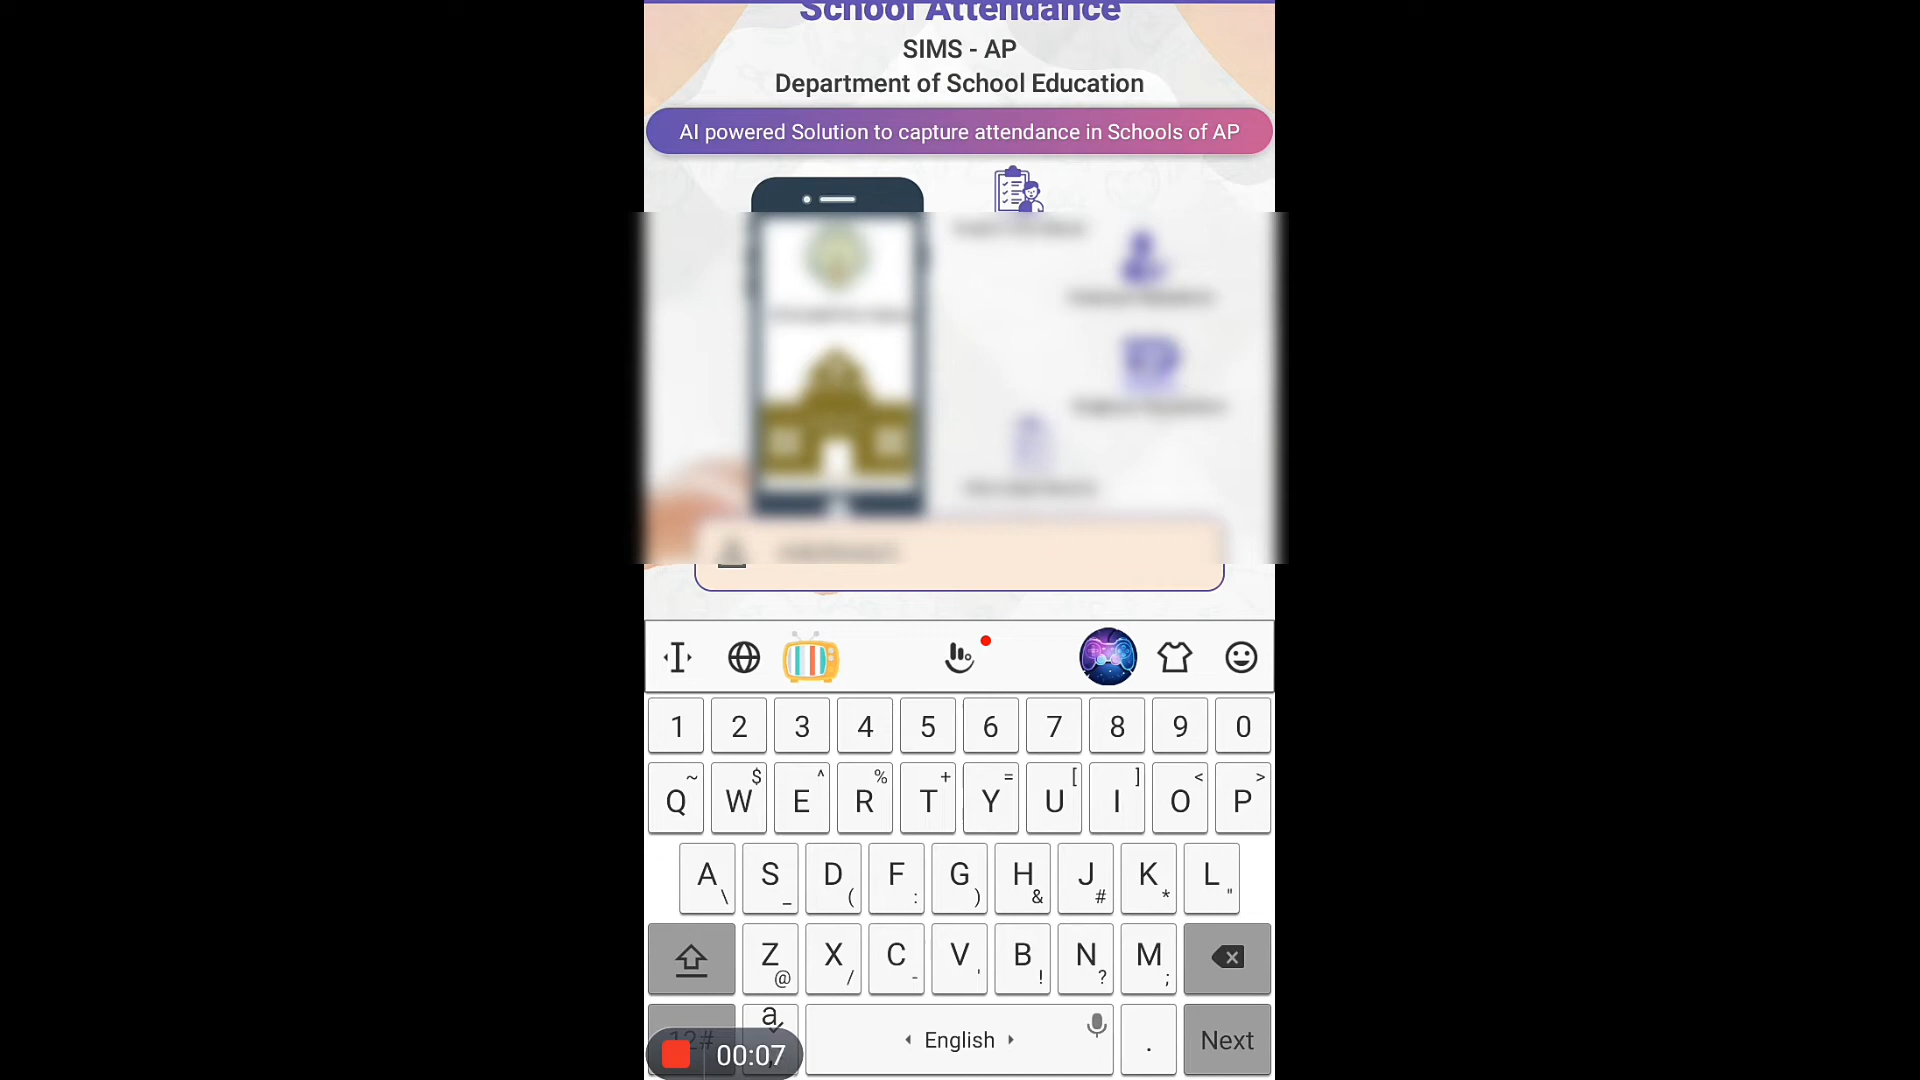 School Attendance
SIMS - AP
Department of School Education
AI powered Solution to capture attendance in Schools of AP
1 2 3 4 5 6 7 8 9 0
~ $ ^ % + = [ ] < >
Q W E R T Y U I O P
A S D F G H J K L
\ _ ( : ) & # * "
Z X C V B N M
@ / - ' ! ? ;
12# a , English . Next
00:07